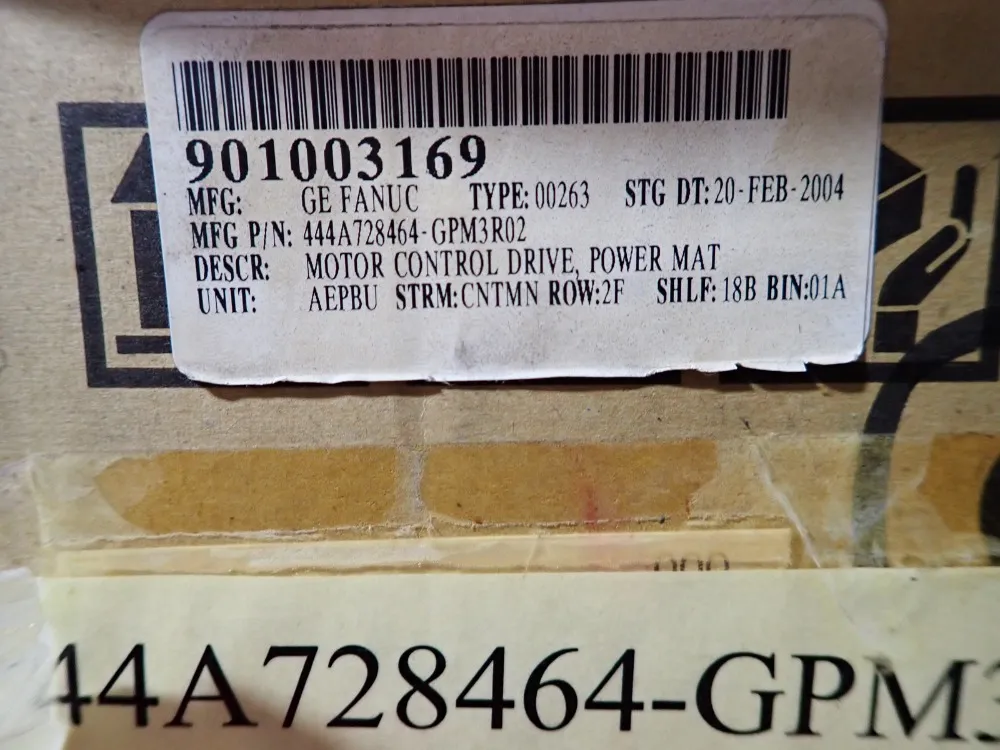 901003169
MFG: GE FANUC TYPE: 00263 STG DT: 20-FEB-2004
MFG P/N: 444A728464-GPM3R02
DESCR: MOTOR CONTROL DRIVE, POWER MAT
UNIT: AEPBU STRM:CNTMN ROW:2F SHLF: 18B BIN:01A
44A728464-GPM3